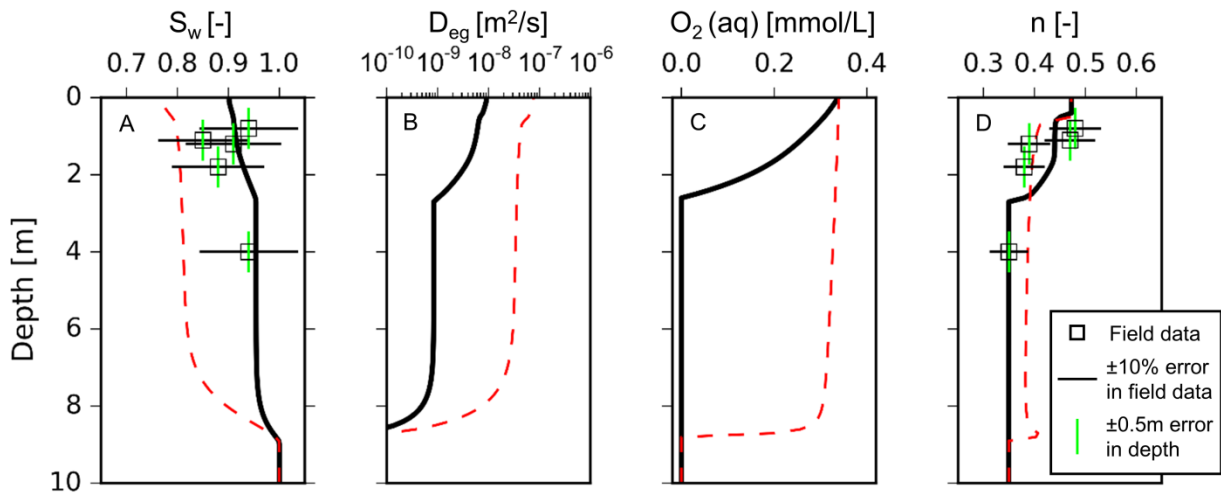 S_w [-]
D_eg [m²/s]
O₂ (aq) [mmol/L]
n [-]
0.7 0.8 0.9 1.0
10⁻¹⁰ 10⁻⁹ 10⁻⁸ 10⁻⁷ 10⁻⁶
0.0 0.2 0.4
0.3 0.4 0.5 0.6
A
B
C
D
Depth [m]
0
2
4
6
8
10
Field data
±10% error
in field data
±0.5m error
in depth